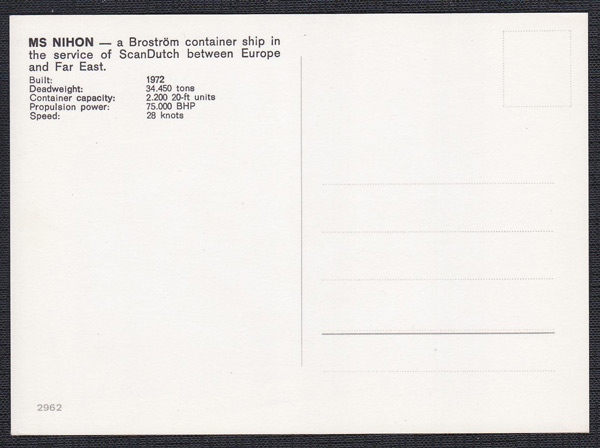 MS NIHON — a Broström container ship in
the service of ScanDutch between Europe
and Far East.
Built: 1972
Deadweight: 34.450 tons
Container capacity: 2.200 20-ft units
Propulsion power: 75.000 BHP
Speed: 28 knots
2962